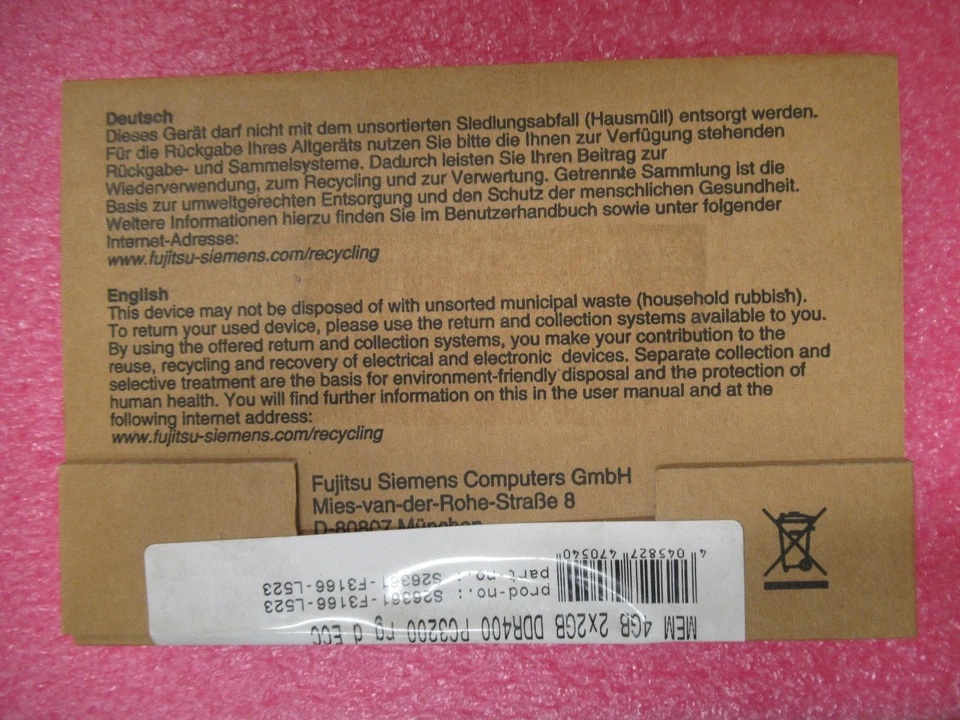 Deutsch
Dieses Gerät darf nicht mit dem unsortierten Siedlungsabfall (Hausmüll) entsorgt werden.
Für die Rückgabe Ihres Altgeräts nutzen Sie bitte die Ihnen zur Verfügung stehenden
Rückgabe- und Sammelsysteme. Dadurch leisten Sie Ihren Beitrag zur
Wiederverwendung, zum Recycling und zur Verwertung. Getrennte Sammlung ist die
Basis zur umweltgerechten Entsorgung und den Schutz der menschlichen Gesundheit.
Weitere Informationen hierzu finden Sie im Benutzerhandbuch sowie unter folgender
Internet-Adresse:
www.fujitsu-siemens.com/recycling
English
This device may not be disposed of with unsorted municipal waste (household rubbish).
To return your used device, please use the return and collection systems available to you.
By using the offered return and collection systems, you make your contribution to the
reuse, recycling and recovery of electrical and electronic devices. Separate collection and
selective treatment are the basis for environment-friendly disposal and the protection of
human health. You will find further information on this in the user manual and at the
following internet address:
www.fujitsu-siemens.com/recycling
Fujitsu Siemens Computers GmbH
Mies-van-der-Rohe-Straße 8
D-80807 München
MEM 4GB 2x2GB DDR400 PC3200 rg d ECC
prod-no.: S26361-F3166-L523
part-no.: S26361-F3166-L523
4 045827 470540